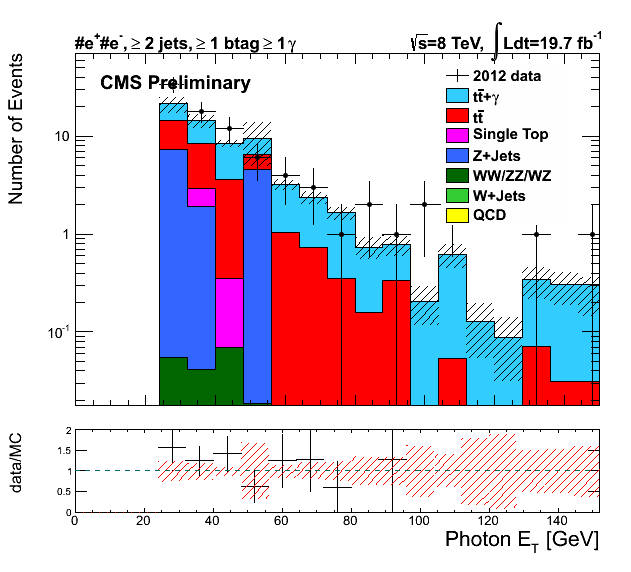 #e⁺#e⁻, ≥ 2 jets, ≥ 1 btag ≥ 1 γ
√s=8 TeV, ∫Ldt=19.7 fb⁻¹
CMS Preliminary
2012 data
tt̄+γ
tt̄
Single Top
Z+Jets
WW/ZZ/WZ
W+Jets
QCD
Number of Events
10
1
10⁻¹
data/MC
2
1.5
1
0.5
0
0 20 40 60 80 100 120 140
Photon E_T [GeV]